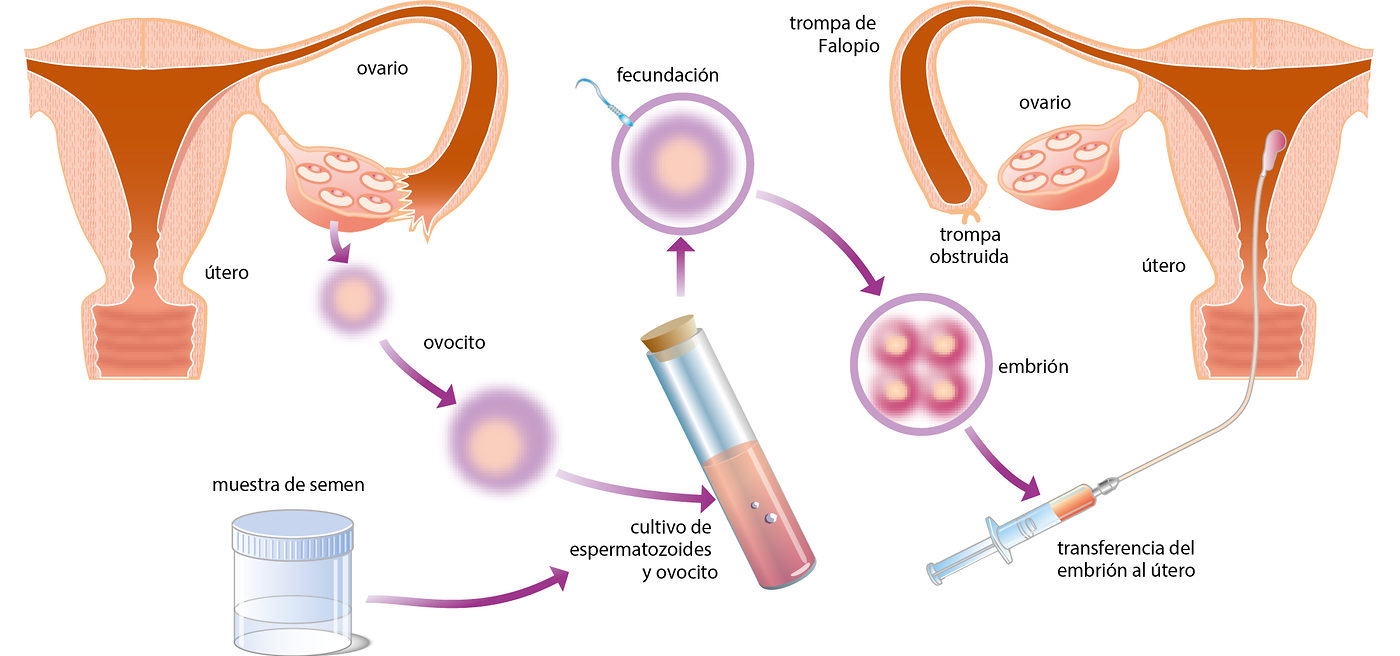 ovario
útero
ovocito
muestra de semen
cultivo de
espermatozoides
y ovocito
fecundación
embrión
trompa de
Falopio
ovario
trompa
obstruida
útero
transferencia del
embrión al útero